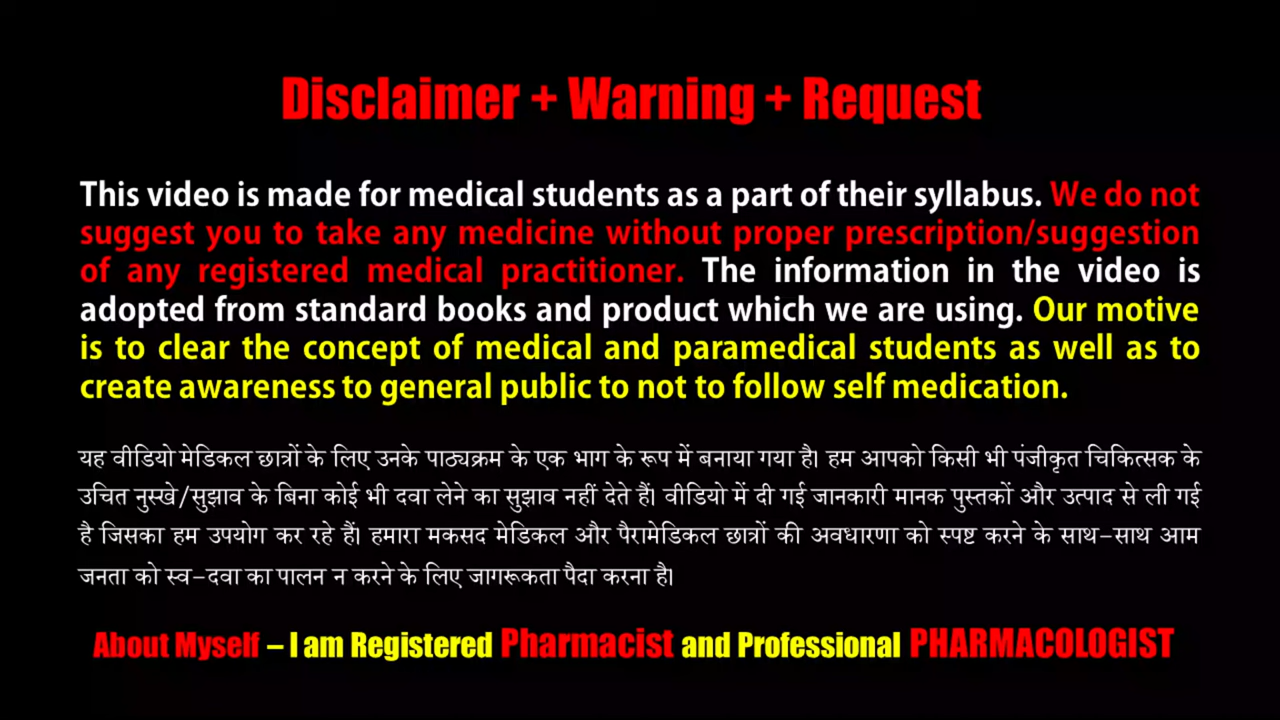 Disclaimer + Warning + Request
This video is made for medical students as a part of their syllabus. We do not
suggest you to take any medicine without proper prescription/suggestion
of any registered medical practitioner. The information in the video is
adopted from standard books and product which we are using. Our motive
is to clear the concept of medical and paramedical students as well as to
create awareness to general public to not to follow self medication.
यह वीडियो मेडिकल छात्रों के लिए उनके पाठ्यक्रम के एक भाग के रूप में बनाया गया है। हम आपको किसी भी पंजीकृत चिकित्सक के
उचित नुस्खे/सुझाव के बिना कोई भी दवा लेने का सुझाव नहीं देते हैं। वीडियो में दी गई जानकारी मानक पुस्तकों और उत्पाद से ली गई
है जिसका हम उपयोग कर रहे हैं। हमारा मकसद मेडिकल और पैरामेडिकल छात्रों की अवधारणा को स्पष्ट करने के साथ-साथ आम
जनता को स्व-दवा का पालन न करने के लिए जागरूकता पैदा करना है।
About Myself – I am Registered Pharmacist and Professional PHARMACOLOGIST